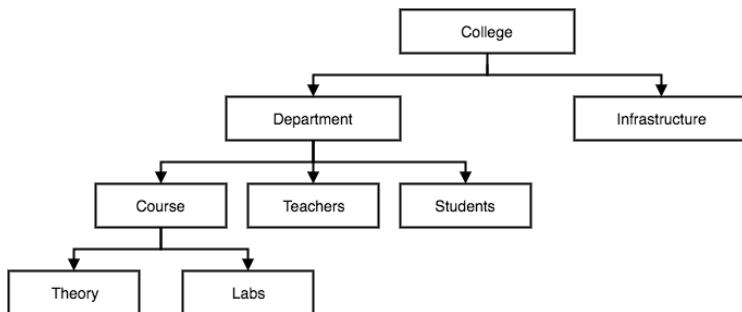 College
Department
Infrastructure
Course
Teachers
Students
Theory
Labs